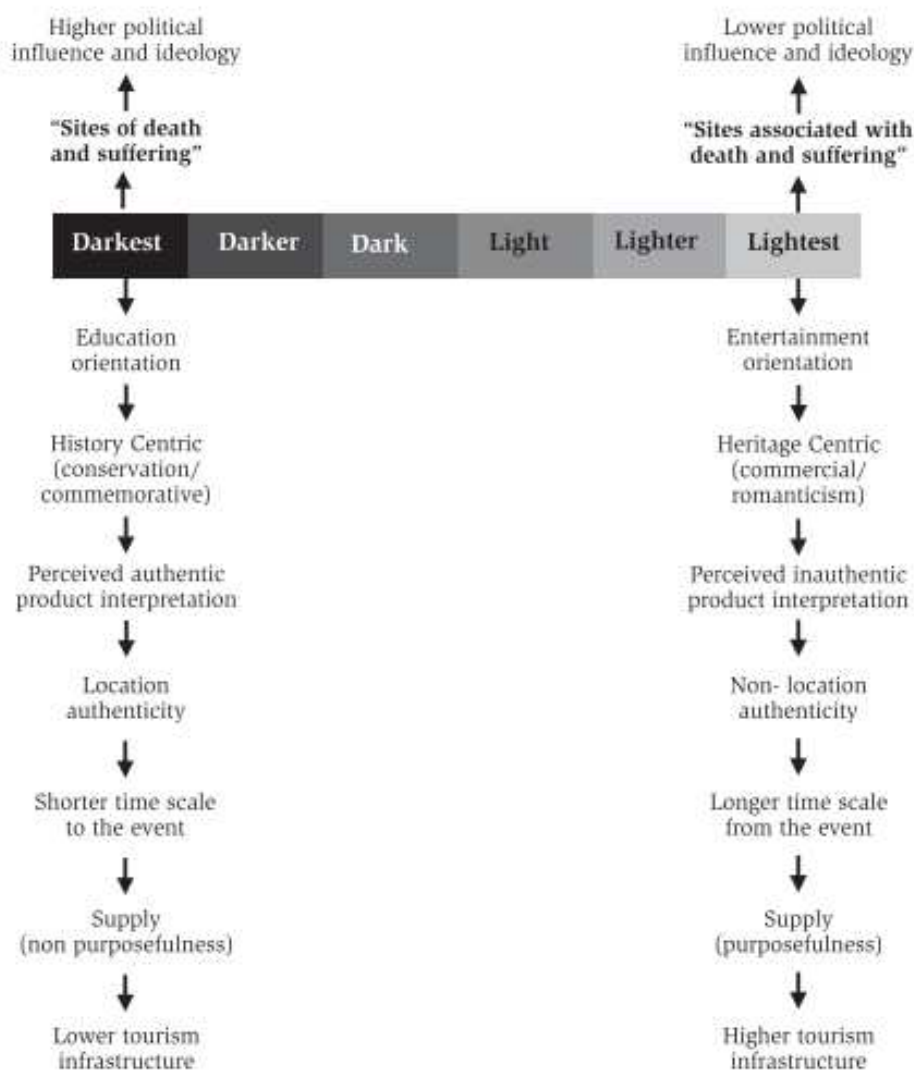 Higher political
influence and ideology
Lower political
influence and ideology
“Sites of death
and suffering”
“Sites associated with
death and suffering”
Darkest Darker Dark Light Lighter Lightest
Education
orientation
Entertainment
orientation
History Centric
(conservation/
commemorative)
Heritage Centric
(commercial/
romanticism)
Perceived authentic
product interpretation
Perceived inauthentic
product interpretation
Location
authenticity
Non- location
authenticity
Shorter time scale
to the event
Longer time scale
from the event
Supply
(non purposefulness)
Supply
(purposefulness)
Lower tourism
infrastructure
Higher tourism
infrastructure